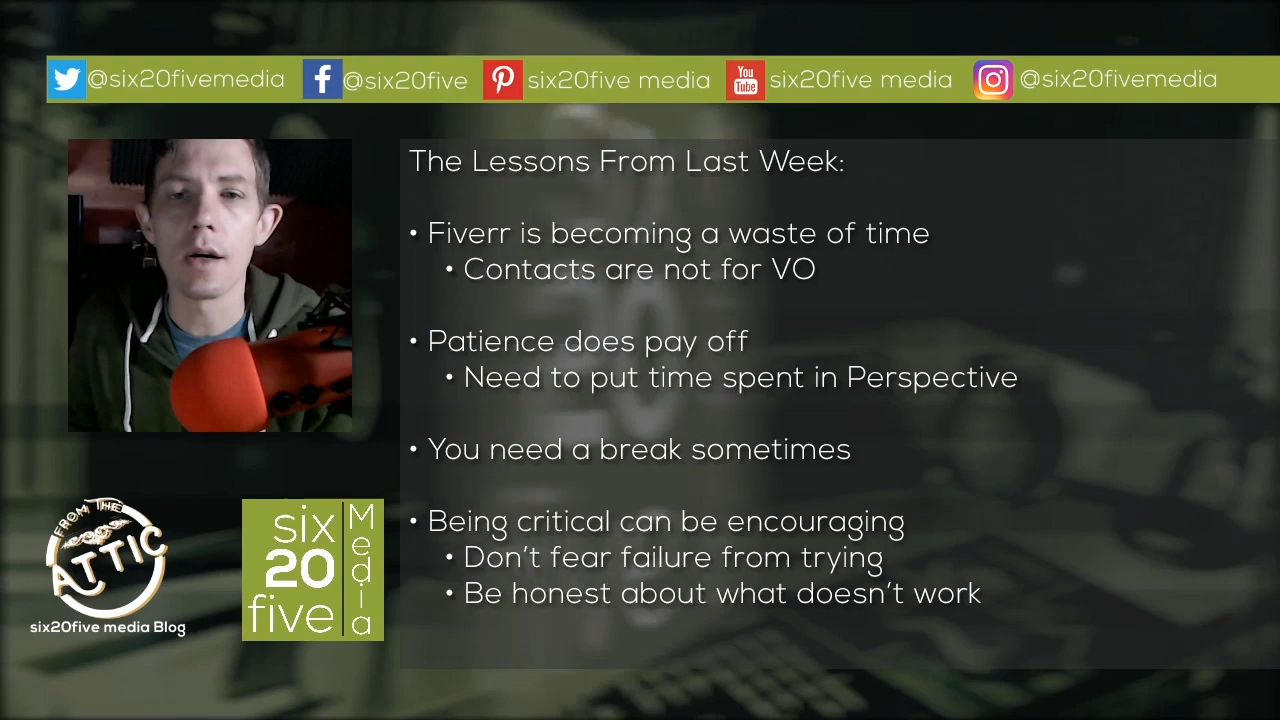 @six20fivemedia @six20five six20five media You Tube six20five media @six20fivemedia
The Lessons From Last Week:
• Fiverr is becoming a waste of time
• Contacts are not for VO
• Patience does pay off
• Need to put time spent in Perspective
• You need a break sometimes
• Being critical can be encouraging
• Don't fear failure from trying
• Be honest about what doesn't work
FROM THE
ATTIC
six20five media Blog
six
20
five
Media